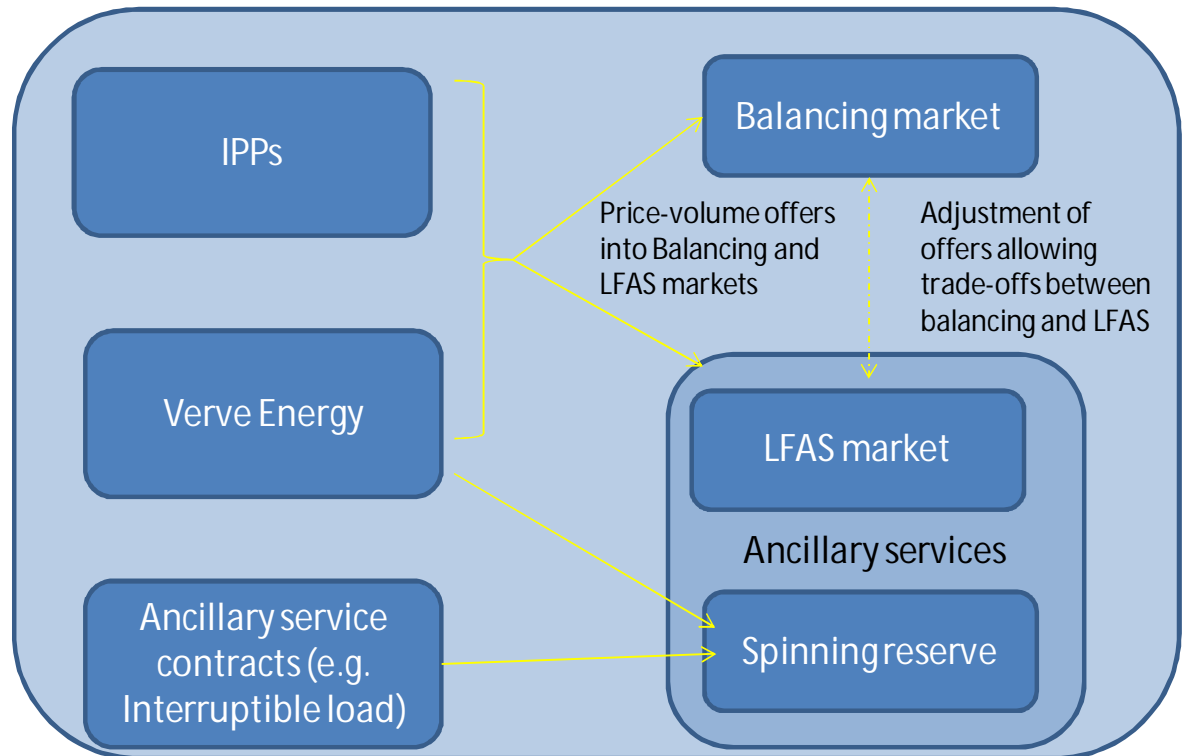 IPPs
Balancing market
Price-volume offers
into Balancing and
LFAS markets
Adjustment of
offers allowing
trade-offs between
balancing and LFAS
Verve Energy
LFAS market
Ancillary services
Ancillary service
contracts (e.g.
Interruptible load)
Spinning reserve